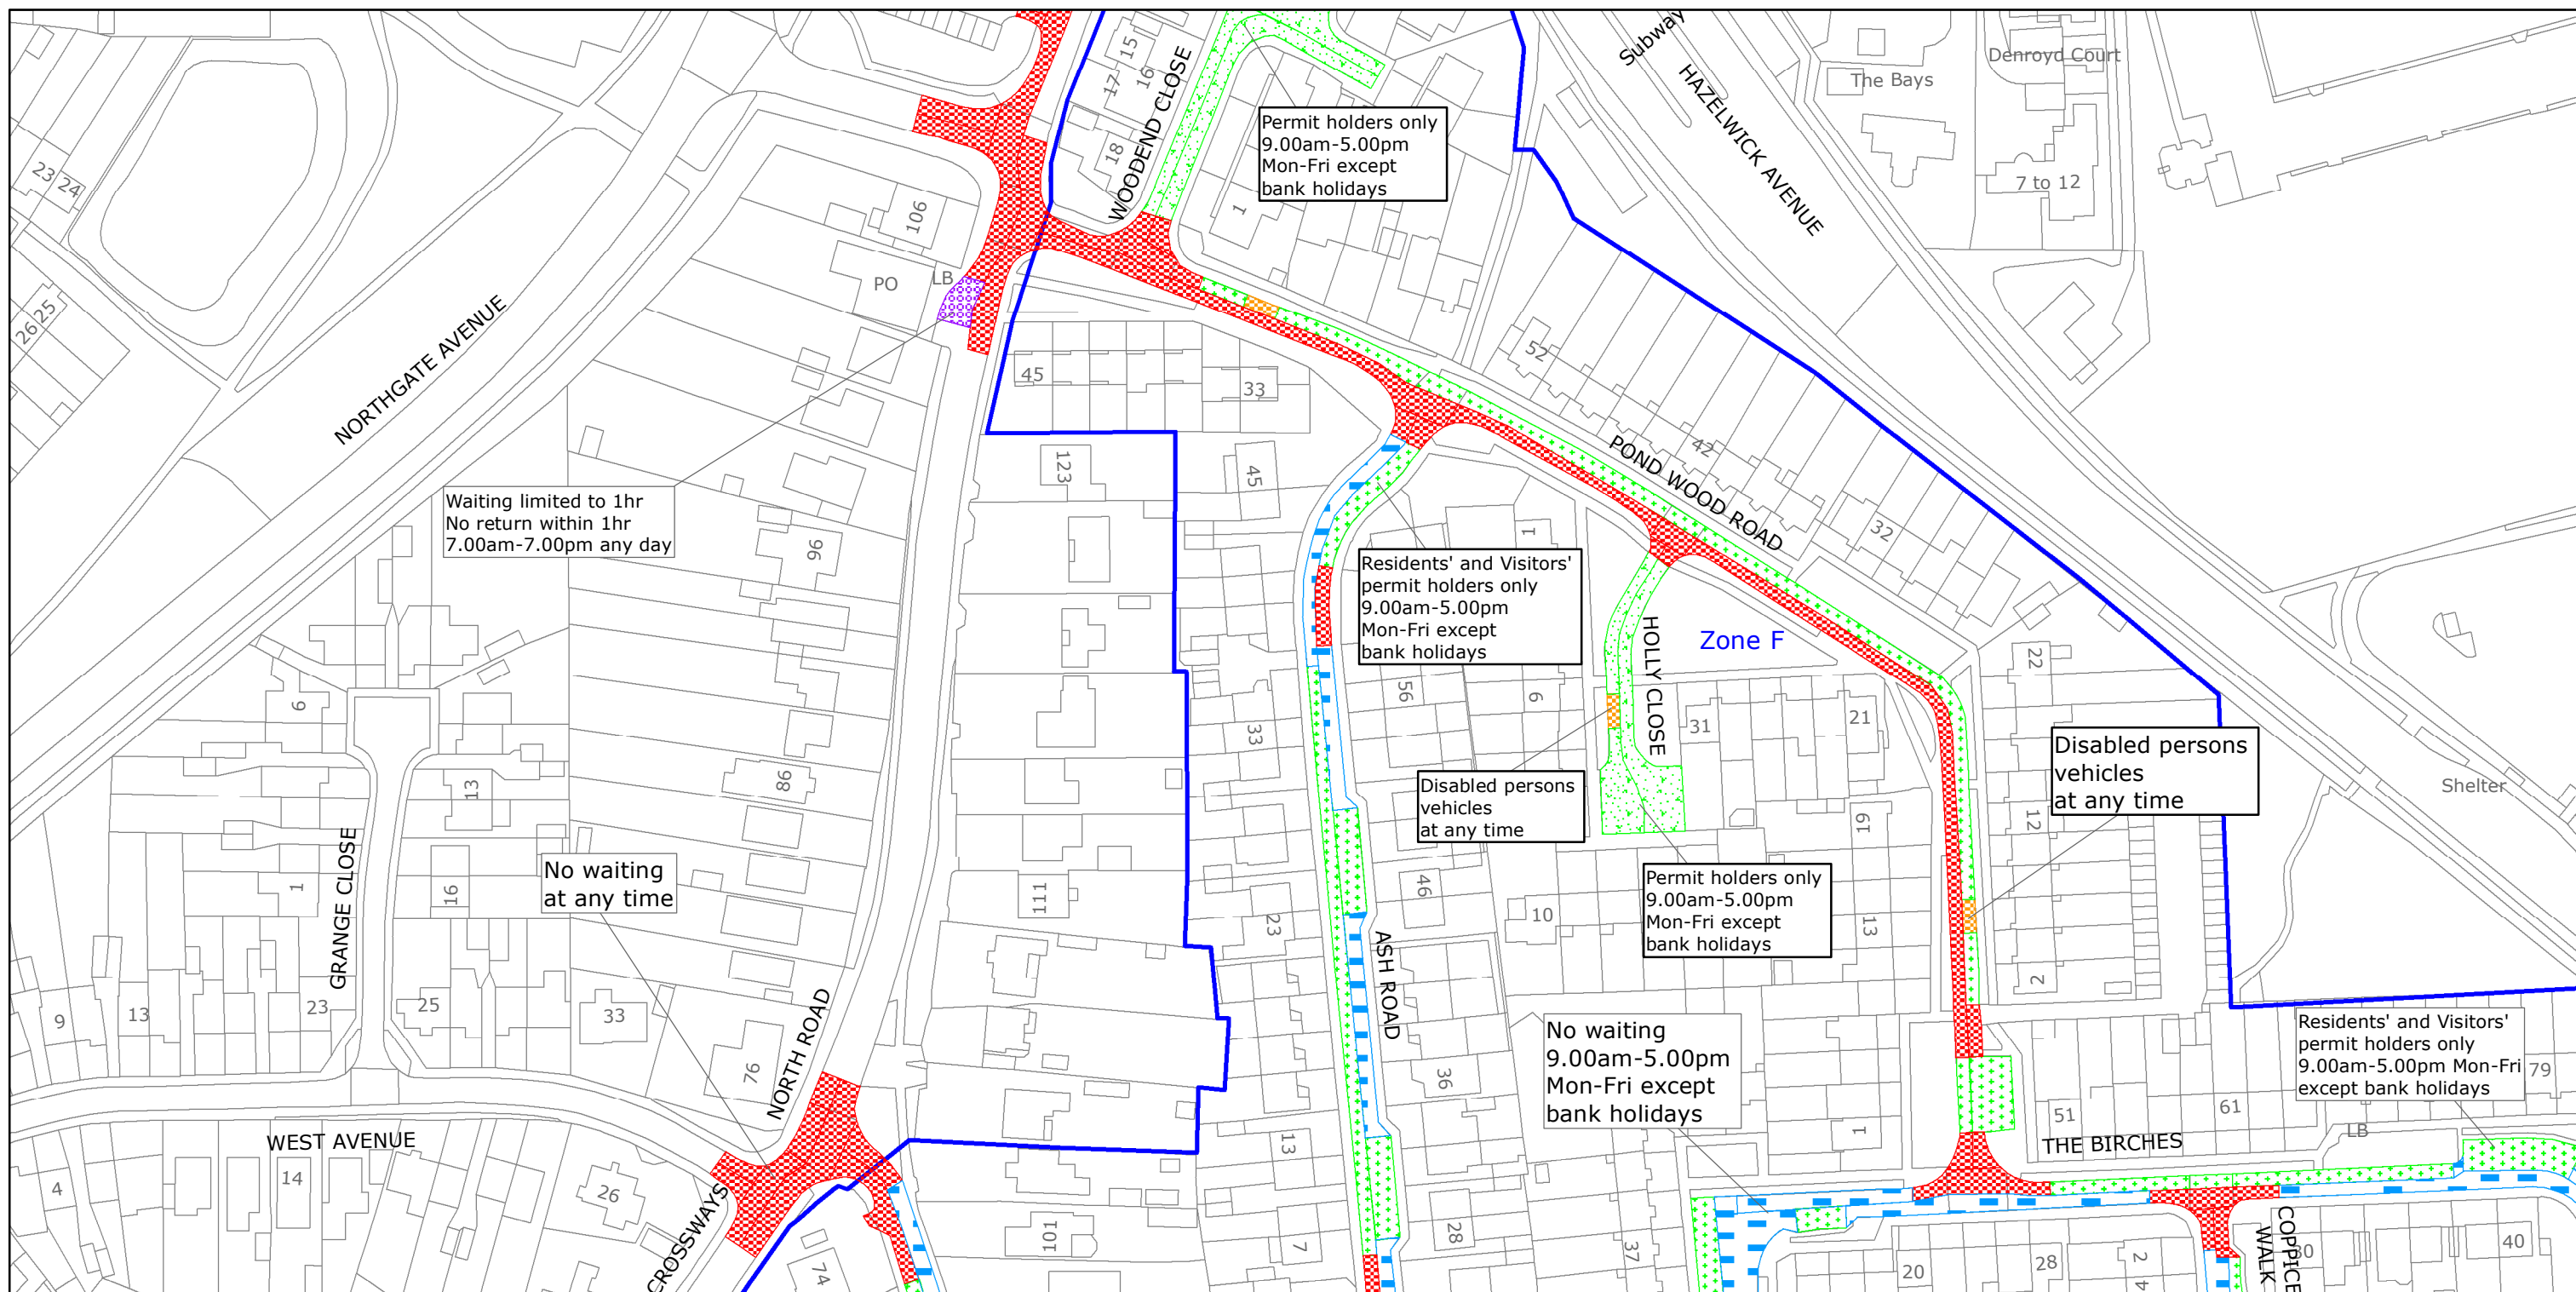 Subway
HAZELWICK AVENUE
Denroyd Court
The Bays
7 to 12
15
17
16
18
WOODEND CLOSE
Permit holders only
9.00am-5.00pm
Mon-Fri except
bank holidays
1
23
24
25
26
106
PO
LB
NORTHGATE AVENUE
45
33
52
42
32
POND WOOD ROAD
123
45
Waiting limited to 1hr
No return within 1hr
7.00am-7.00pm any day
96
1
Residents' and Visitors'
permit holders only
9.00am-5.00pm
Mon-Fri except
bank holidays
HOLLY CLOSE
Zone F
22
6
56
6
33
31
21
Disabled persons
vehicles
at any time
Disabled persons
vehicles
at any time
Shelter
13
86
19
12
GRANGE CLOSE
No waiting
at any time
1
16
111
46
Permit holders only
9.00am-5.00pm
Mon-Fri except
bank holidays
10
13
23
ASH ROAD
2
9
13
23
25
33
76
NORTH ROAD
No waiting
9.00am-5.00pm
Mon-Fri except
bank holidays
Residents' and Visitors'
permit holders only
9.00am-5.00pm Mon-Fri
except bank holidays
79
36
51
61
LB
THE BIRCHES
1
WEST AVENUE
13
4
14
26
CROSSWAYS
74
101
7
28
37
20
28
2
4
30
40
COPPICE
WALK